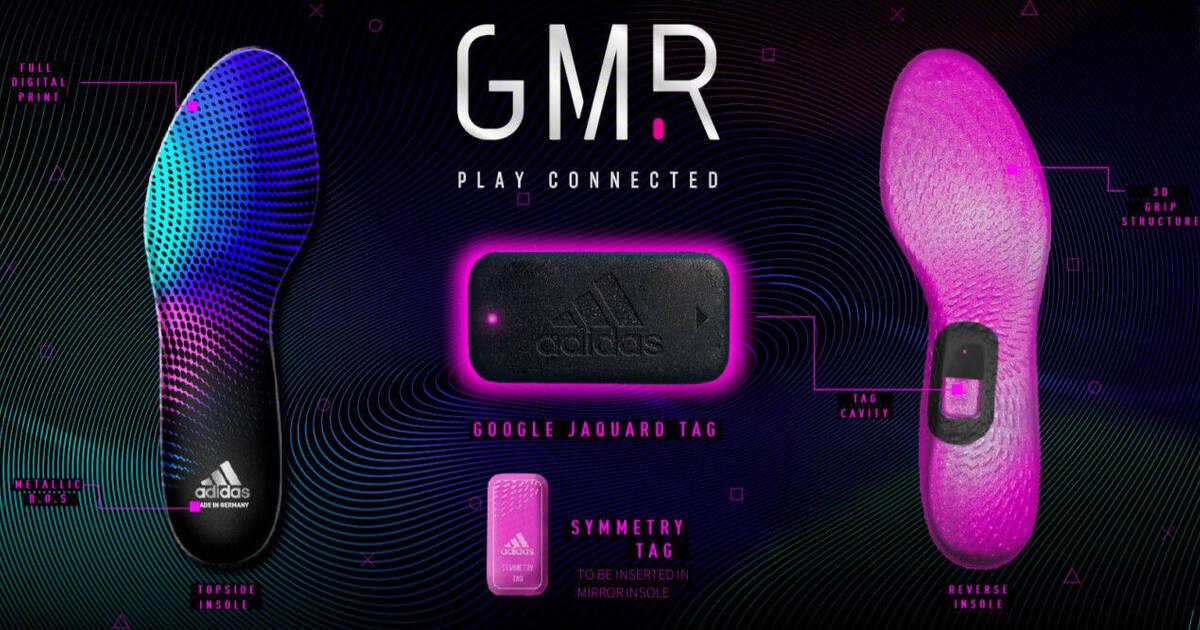 GMR
PLAY CONNECTED
FULL
DIGITAL
PRINT
3D
GRIP
STRUCTURE
adidas
GOOGLE JAQUARD TAG
TAG
CAVITY
METALLIC
B.O.S
adidas
ADE IN GERMANY
adidas
SYMMETRY
TAG
SYMMETRY
TAG
TO BE INSERTED IN
MIRROR INSOLE
TOPSIDE
INSOLE
REVERSE
INSOLE